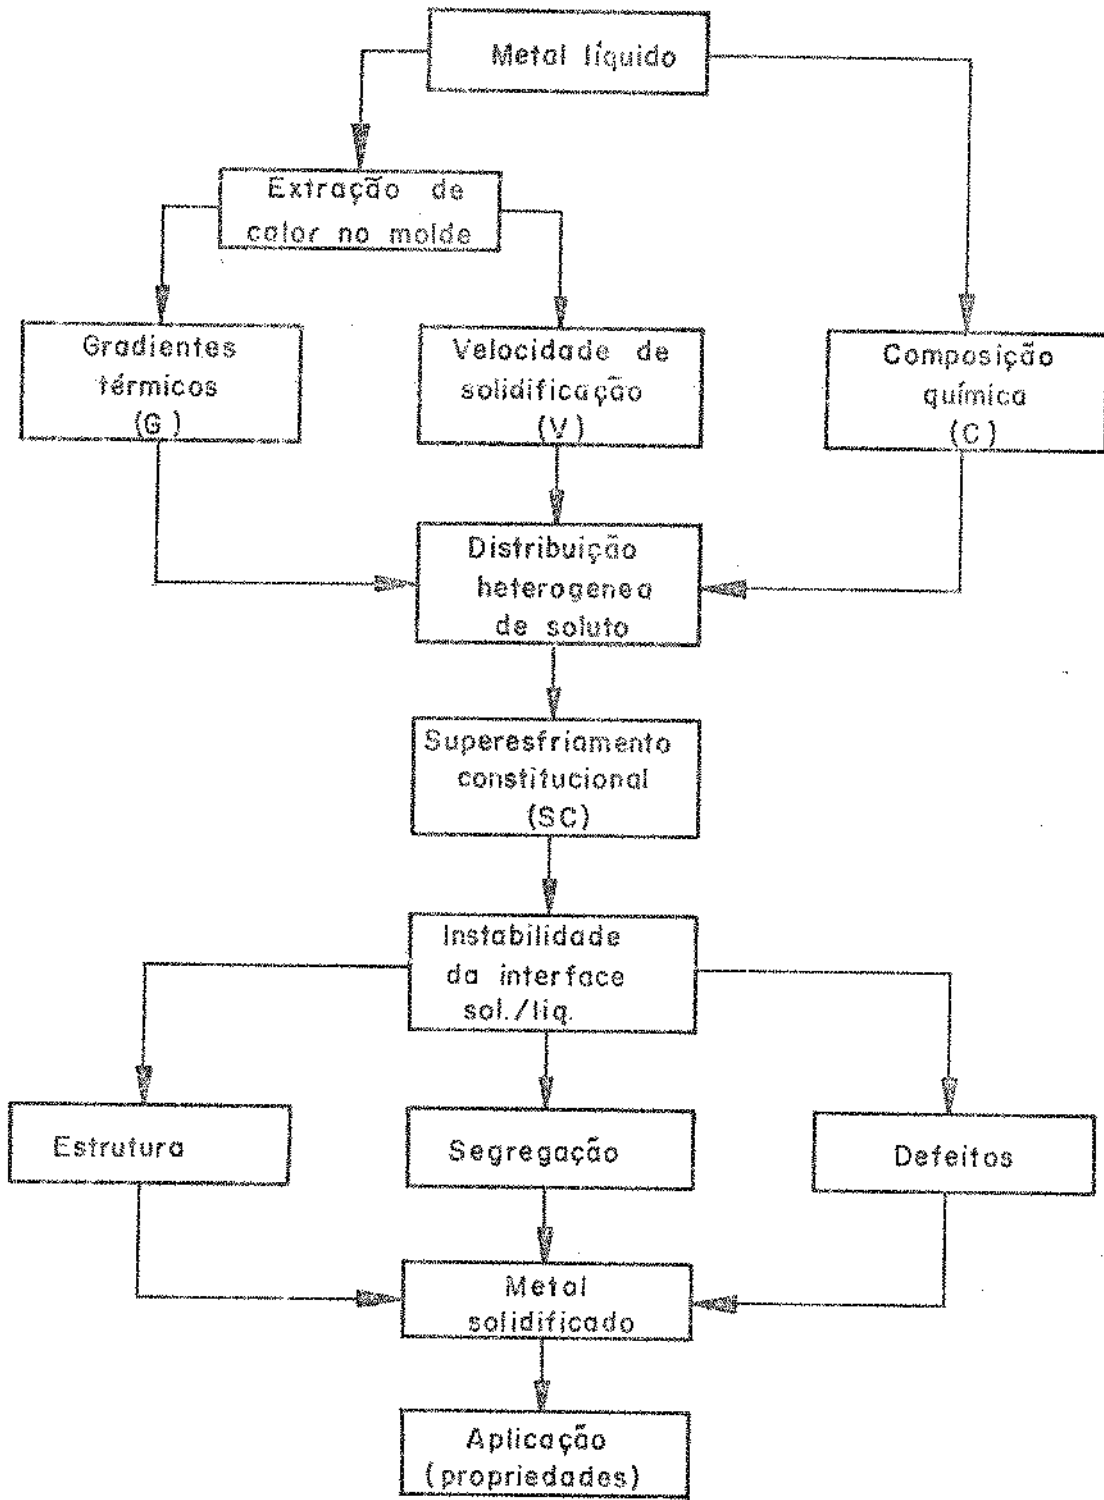 Metal líquido
Extração de
calor no molde
Gradientes
térmicos
(G)
Velocidade de
solidificação
(V)
Composição
química
(C)
Distribuição
heterogenea
de soluto
Superesfriamento
constitucional
(SC)
Instabilidade
da interface
sol./liq.
Estrutura
Segregação
Defeitos
Metal
solidificado
Aplicação
(propriedades)